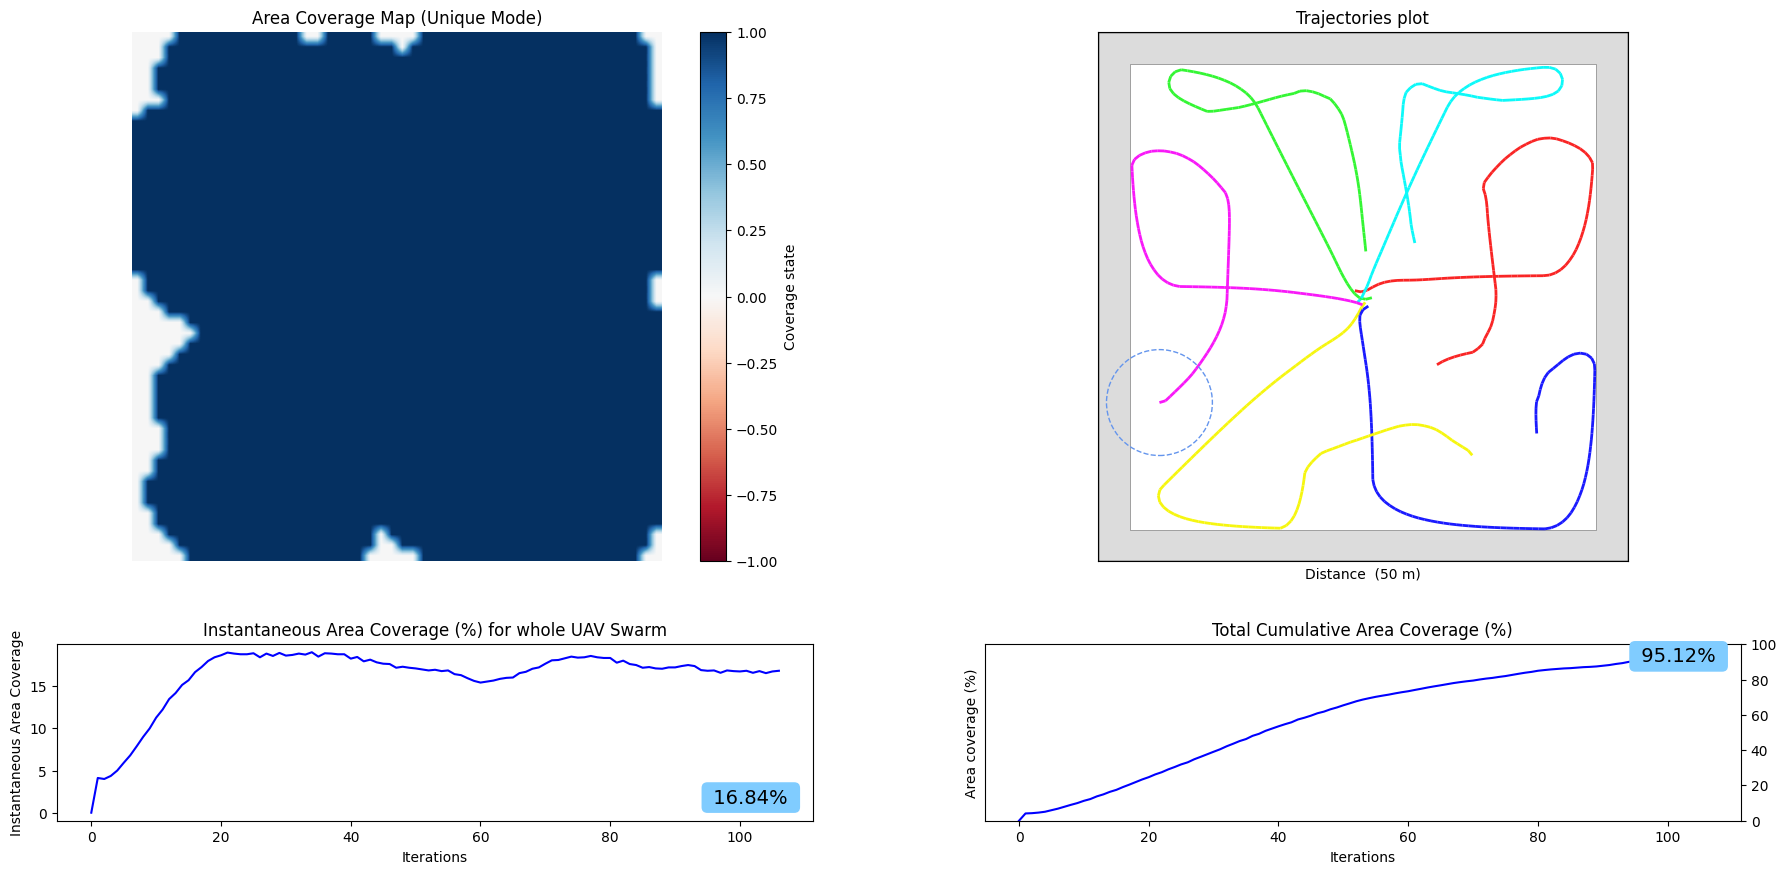 Area Coverage Map (Unique Mode)
1.00
0.75
0.50
0.25
0.00
−0.25
−0.50
−0.75
−1.00
Coverage state
Trajectories plot
Distance  (50 m)
Instantaneous Area Coverage (%) for whole UAV Swarm
Instantaneous Area Coverage
15
10
5
0
16.84%
0 20 40 60 80 100
Iterations
Total Cumulative Area Coverage (%)
Area coverage (%)
95.12%
100
80
60
40
20
0
0 20 40 60 80 100
Iterations